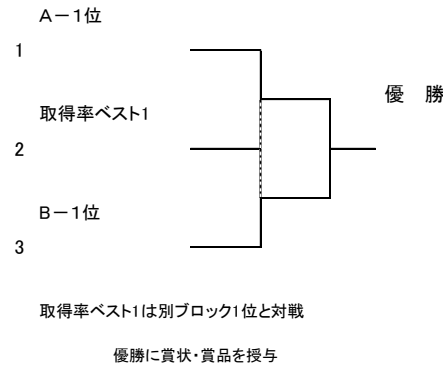 A－1位
1
優　勝
取得率ベスト1
2
B－1位
3
取得率ベスト1は別ブロック1位と対戦
優勝に賞状・賞品を授与